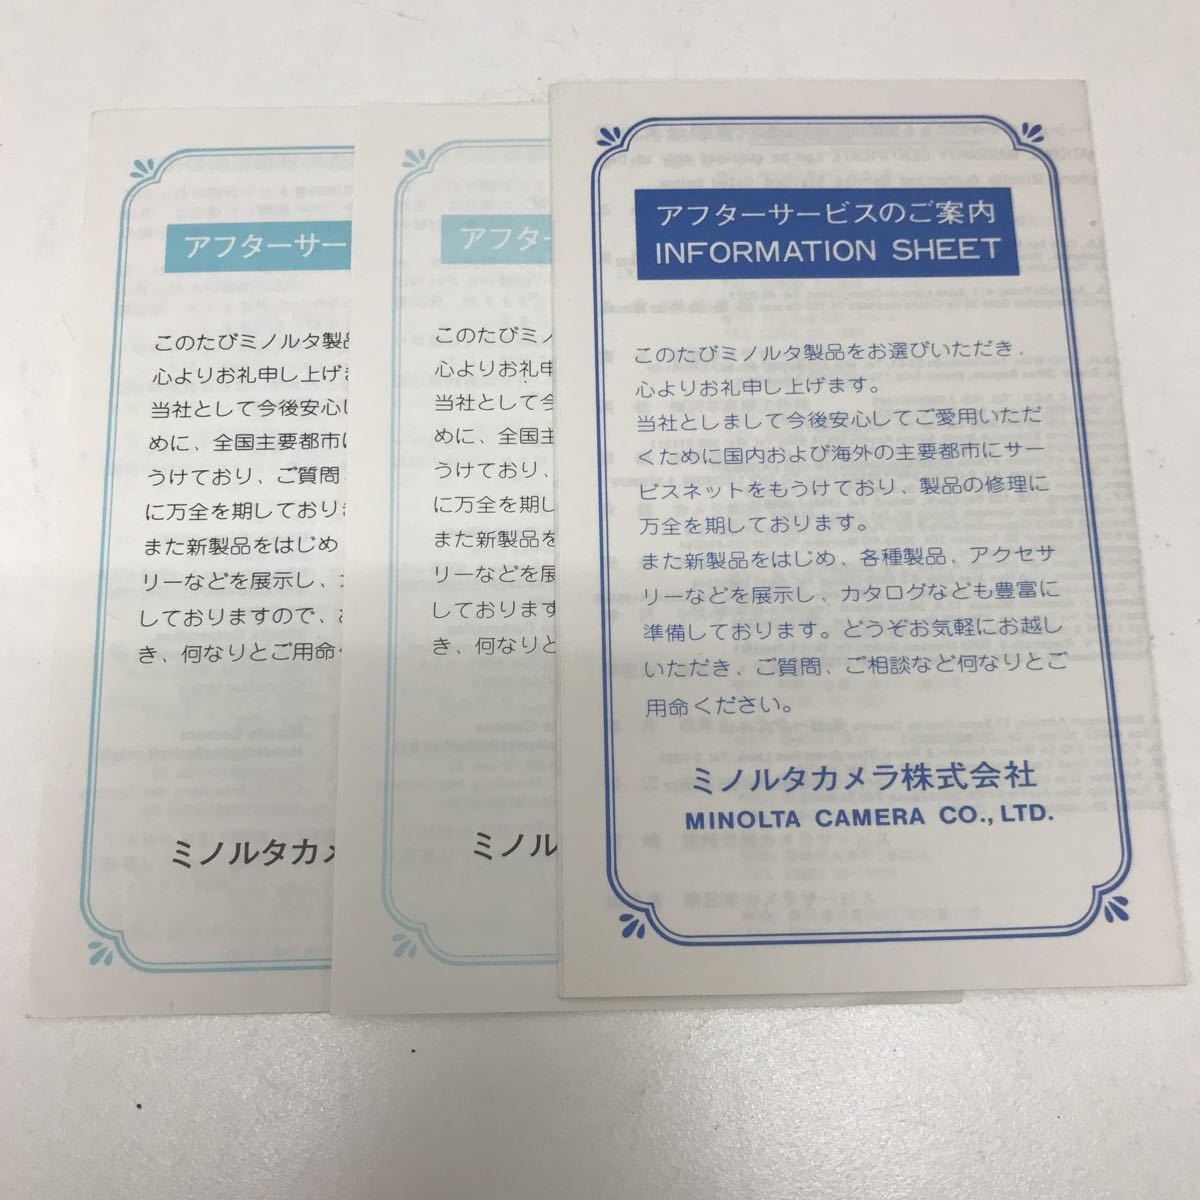 アフターサー
このたびミノルタ製品
心よりお礼申し上げ
当社として今後安心し
めに、全国主要都市に
うけており、ご質問
に万全を期しており
また新製品をはじめ
リーなどを展示し、
しておりますので、お
き、何なりとご用命
ミノルタカメ
アフター
このたびミノ
心よりお礼申
当社として今
めに、全国主
うけており、
に万全を期し
また新製品を
リーなどを展
しております
き、何なりと
ミノル
アフターサービスのご案内
INFORMATION SHEET
このたびミノルタ製品をお選びいただき、
心よりお礼申し上げます。
当社としまして今後安心してご愛用いただ
くために国内および海外の主要都市にサー
ビスネットをもうけており、製品の修理に
万全を期しております。
また新製品をはじめ、各種製品、アクセサ
リーなどを展示し、カタログなども豊富に
準備しております。どうぞお気軽にお越し
いただき、ご質問、ご相談など何なりとご
用命ください。
ミノルタカメラ株式会社
MINOLTA CAMERA CO., LTD.